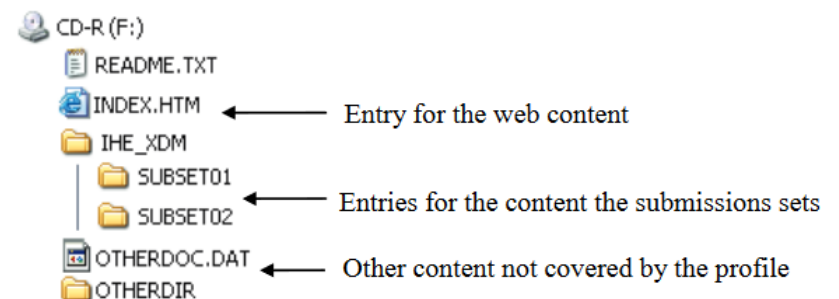 CD-R (F:)
README.TXT
INDEX.HTM
Entry for the web content
IHE_XDM
SUBSET01
Entries for the content the submissions sets
SUBSET02
OTHERDOC.DAT
Other content not covered by the profile
OTHERDIR